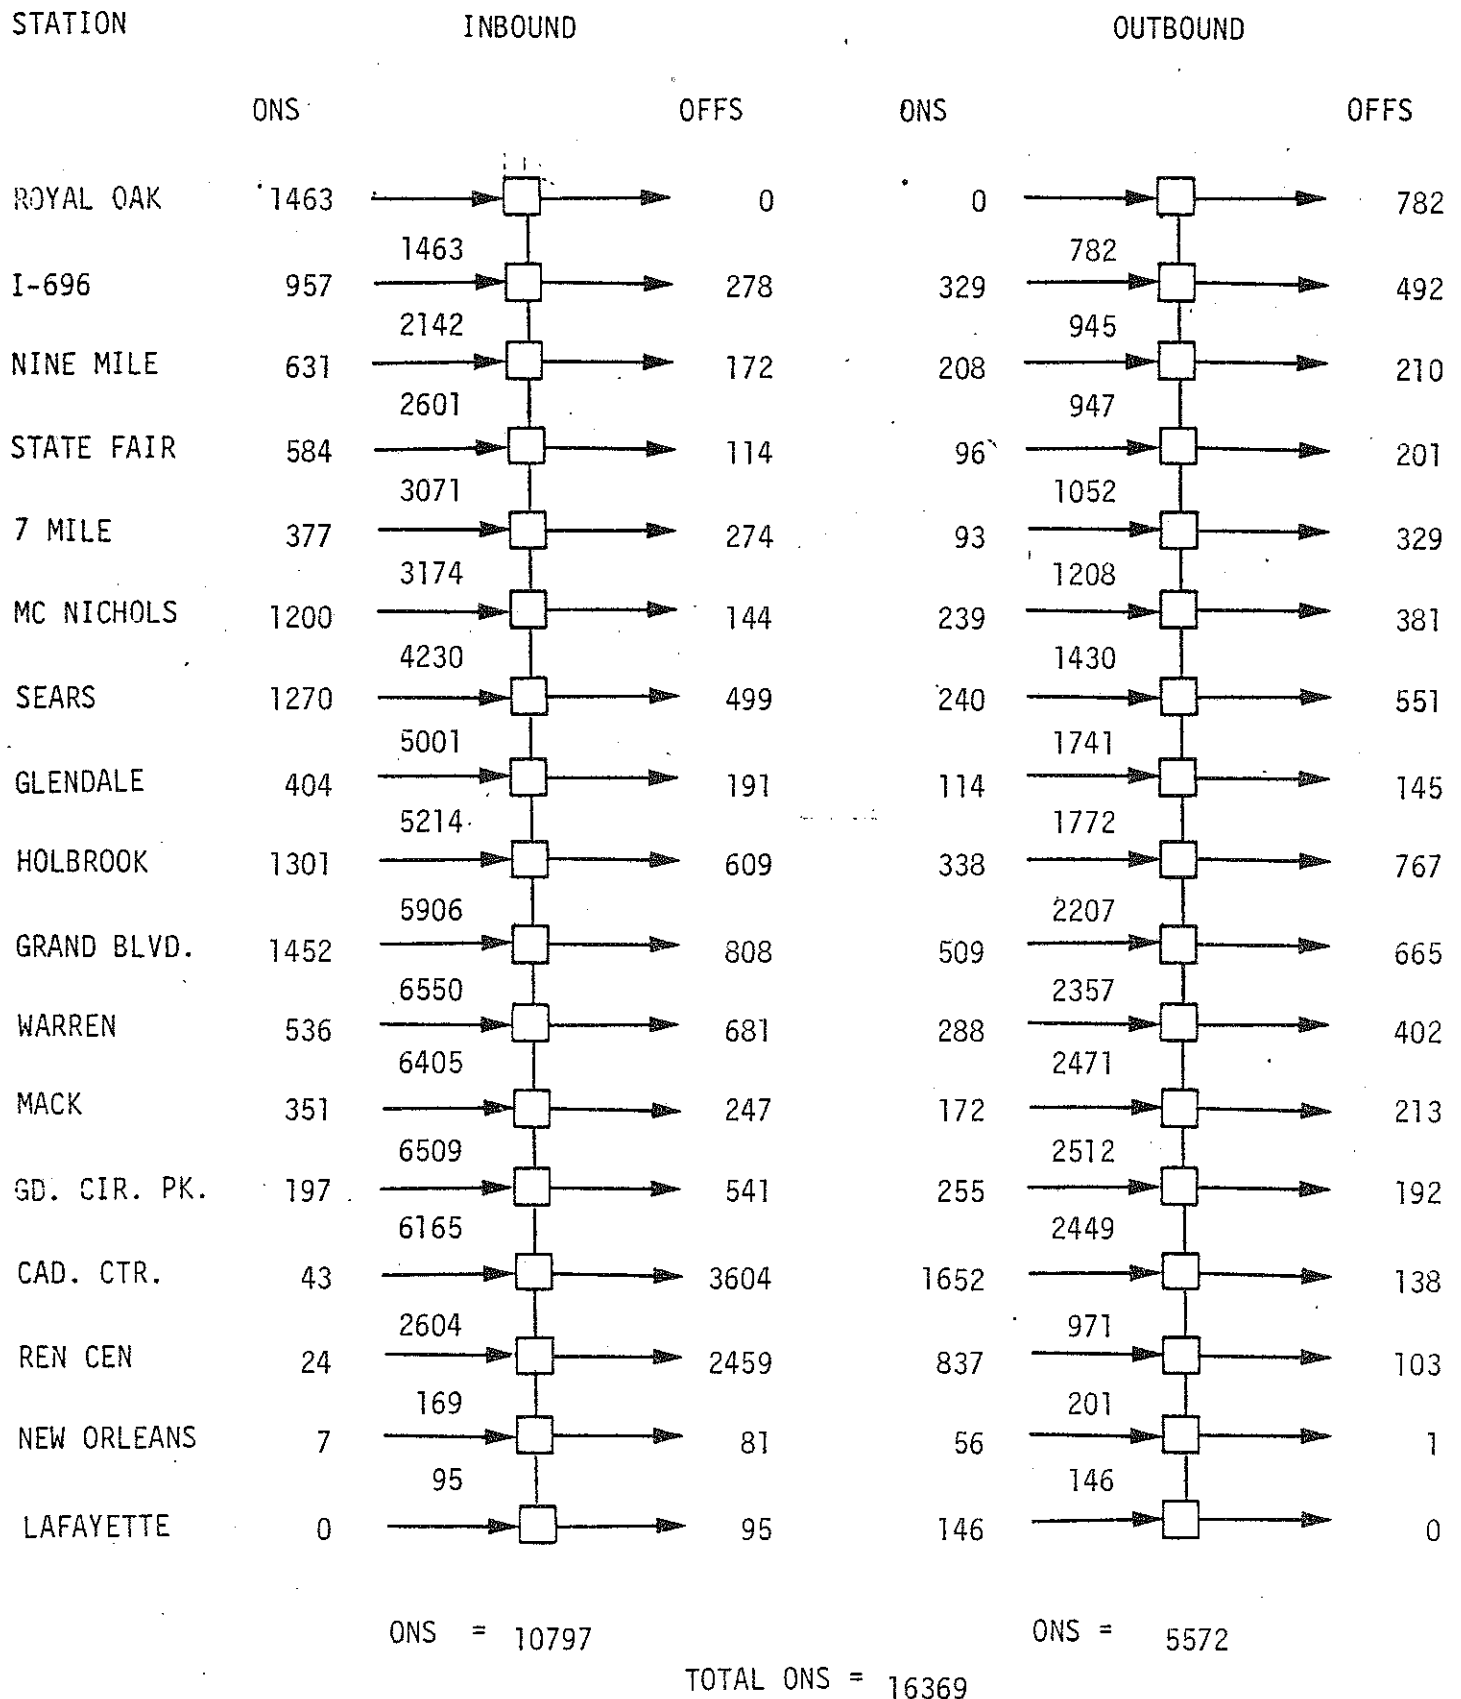 STATION INBOUND OUTBOUND
ONS OFFS ONS OFFS
ROYAL OAK 1463 0 0 782
1463 782
I-696 957 278 329 492
2142 945
NINE MILE 631 172 208 210
2601 947
STATE FAIR 584 114 96 201
3071 1052
7 MILE 377 274 93 329
3174 1208
MC NICHOLS 1200 144 239 381
4230 1430
SEARS 1270 499 240 551
5001 1741
GLENDALE 404 191 114 145
5214 1772
HOLBROOK 1301 609 338 767
5906 2207
GRAND BLVD. 1452 808 509 665
6550 2357
WARREN 536 681 288 402
6405 2471
MACK 351 247 172 213
6509 2512
GD. CIR. PK. 197 541 255 192
6165 2449
CAD. CTR. 43 3604 1652 138
2604 971
REN CEN 24 2459 837 103
169 201
NEW ORLEANS 7 81 56 1
95 146
LAFAYETTE 0 95 146 0
ONS = 10797 ONS = 5572
TOTAL ONS = 16369